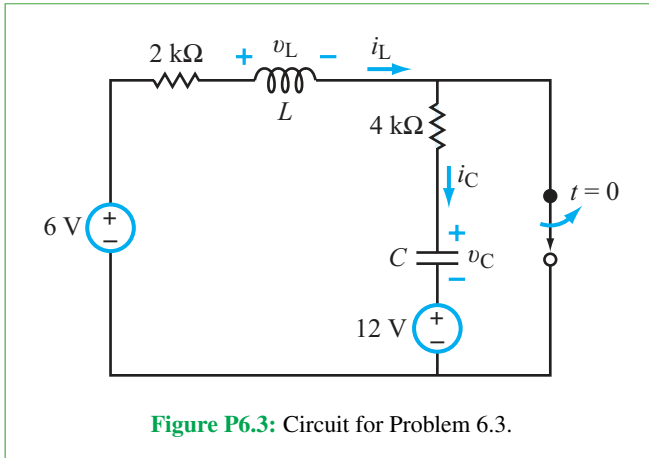 2 kΩ
+ vL −
iL
L
4 kΩ
iC
t = 0
6 V
+
−
+
C
vC
−
12 V
+
−
Figure P6.3: Circuit for Problem 6.3.